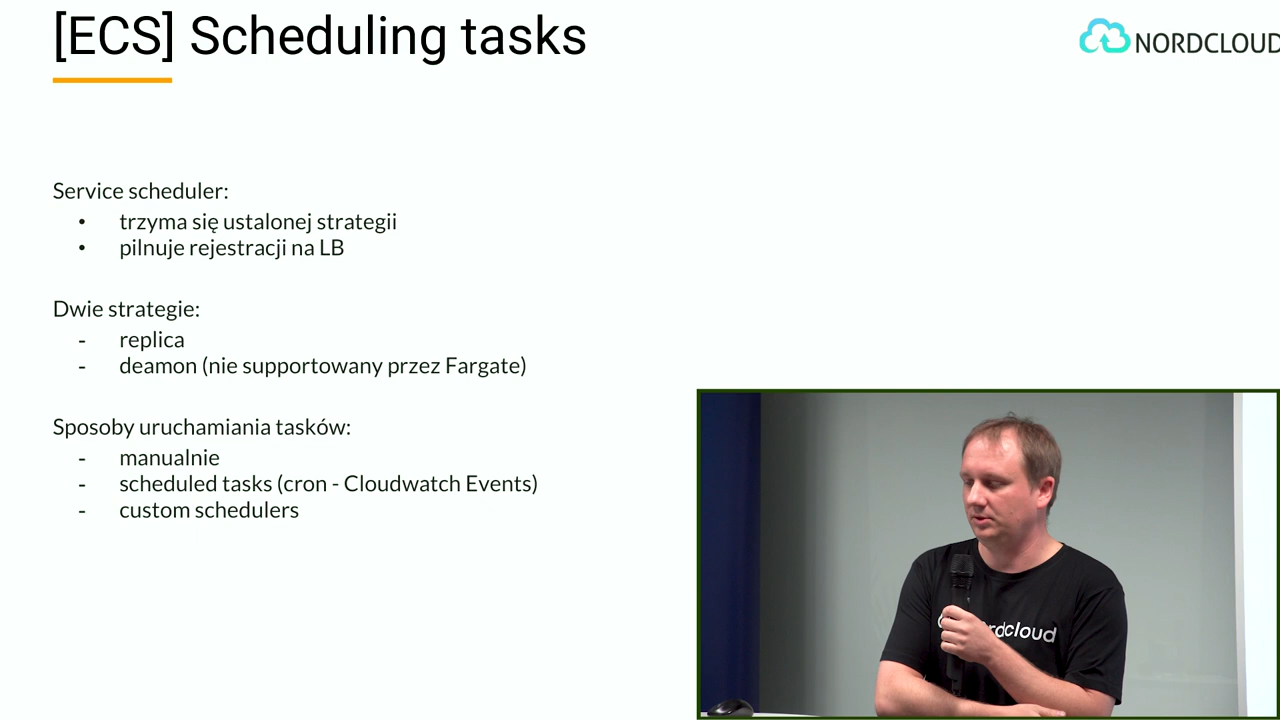 [ECS] Scheduling tasks
NORDCLOUD
Service scheduler:
• trzyma się ustalonej strategii
• pilnuje rejestracji na LB
Dwie strategie:
- replica
- deamon (nie supportowany przez Fargate)
Sposoby uruchamiania tasków:
- manualnie
- scheduled tasks (cron - Cloudwatch Events)
- custom schedulers